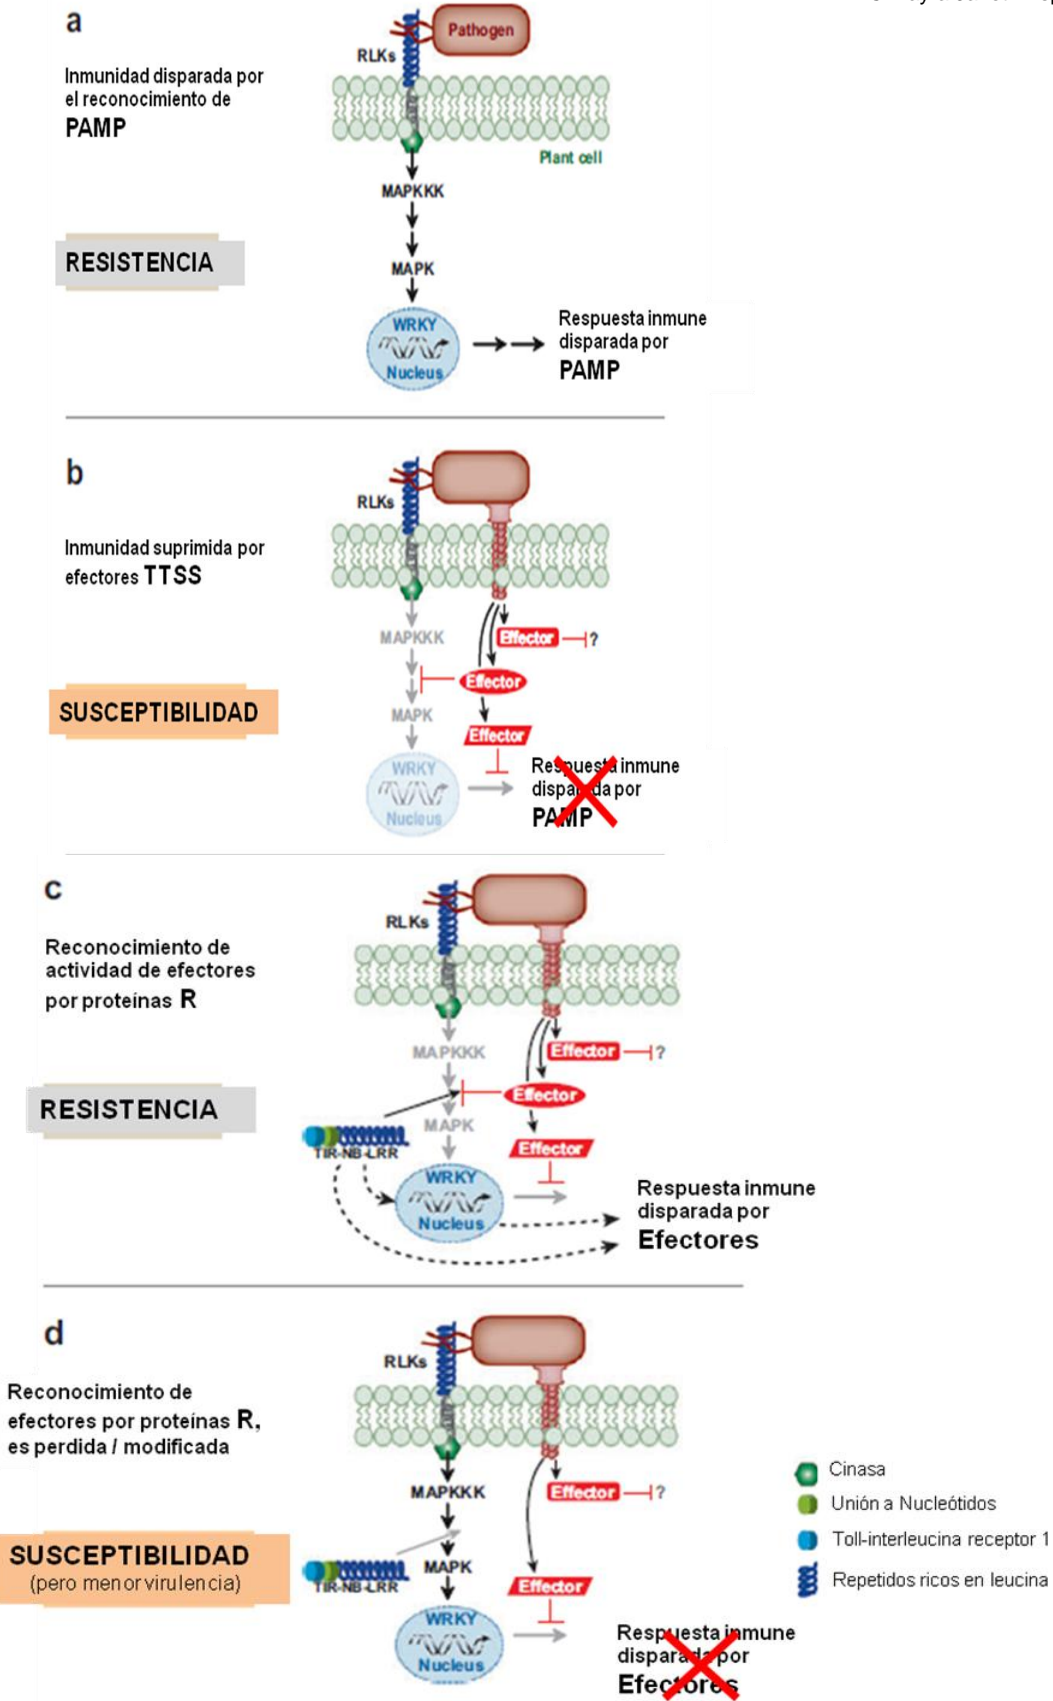 a
Pathogen
RLKs
Inmunidad disparada por
el reconocimiento de
PAMP
Plant cell
MAPKKK
RESISTENCIA
MAPK
WRKY
Nucleus
Respuesta inmune
disparada por
PAMP
b
RLKs
Inmunidad suprimida por
efectores TTSS
MAPKKK
Effector
?
Effector
SUSCEPTIBILIDAD
MAPK
Effector
WRKY
Nucleus
Respuesta inmune
disparada por
PAMP
c
RLKs
Reconocimiento de
actividad de efectores
por proteínas R
MAPKKK
Effector
?
Effector
RESISTENCIA
MAPK
TIR-NB-LRR
Effector
WRKY
Nucleus
Respuesta inmune
disparada por
Efectores
d
RLKs
Reconocimiento de
efectores por proteínas R,
es perdida / modificada
MAPKKK
Effector
?
SUSCEPTIBILIDAD
(pero menor virulencia)
MAPK
TIR-NB-LRR
Effector
WRKY
Nucleus
Respuesta inmune
disparada por
Efectores
Cinasa
Unión a Nucleótidos
Toll-interleucina receptor 1
Repetidos ricos en leucina